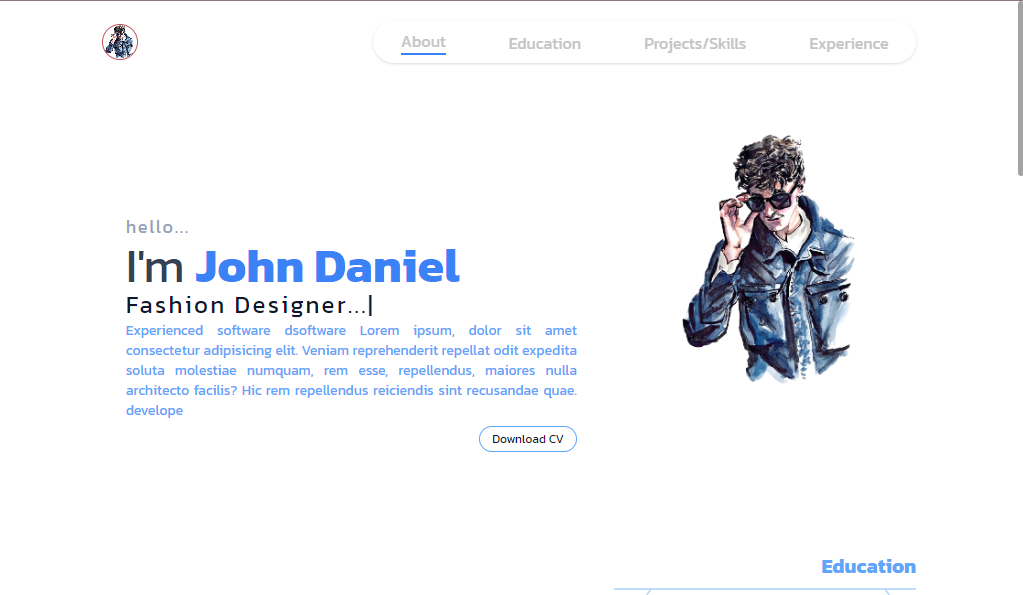 About
Education
Projects/Skills
Experience
hello...
I'm John Daniel
Fashion Designer...|
Experienced software dsoftware Lorem ipsum, dolor sit amet
consectetur adipisicing elit. Veniam reprehenderit repellat odit expedita
soluta molestiae numquam, rem esse, repellendus, maiores nulla
architecto facilis? Hic rem repellendus reiciendis sint recusandae quae.
develope
Download CV
Education